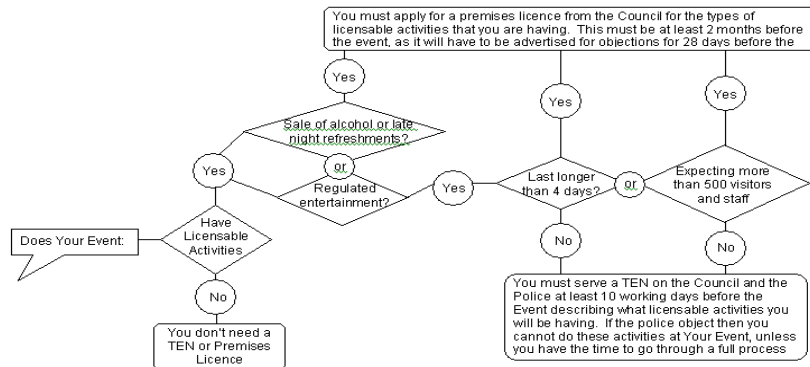 You must apply for a premises licence from the Council for the types of
licensable activities that you are having. This must be at least 2 months before
the event, as it will have to be advertised for objections for 28 days before the
Yes
Yes
Yes
Sale of alcohol or late
night refreshments?
Yes
or
Regulated
entertainment?
Yes
Last longer
than 4 days?
or
Expecting more
than 500 visitors
and staff
Does Your Event:
Have
Licensable
Activities
No
No
No
You don't need a
TEN or Premises
Licence
You must serve a TEN on the Council and the
Police at least 10 working days before the
Event describing what licensable activities you
will be having. If the police object then you
cannot do these activities at Your Event, unless
you have the time to go through a full process